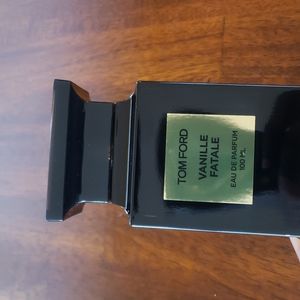 TOM FORD
VANILLE
FATALE
EAU DE PARFUM
100 ML